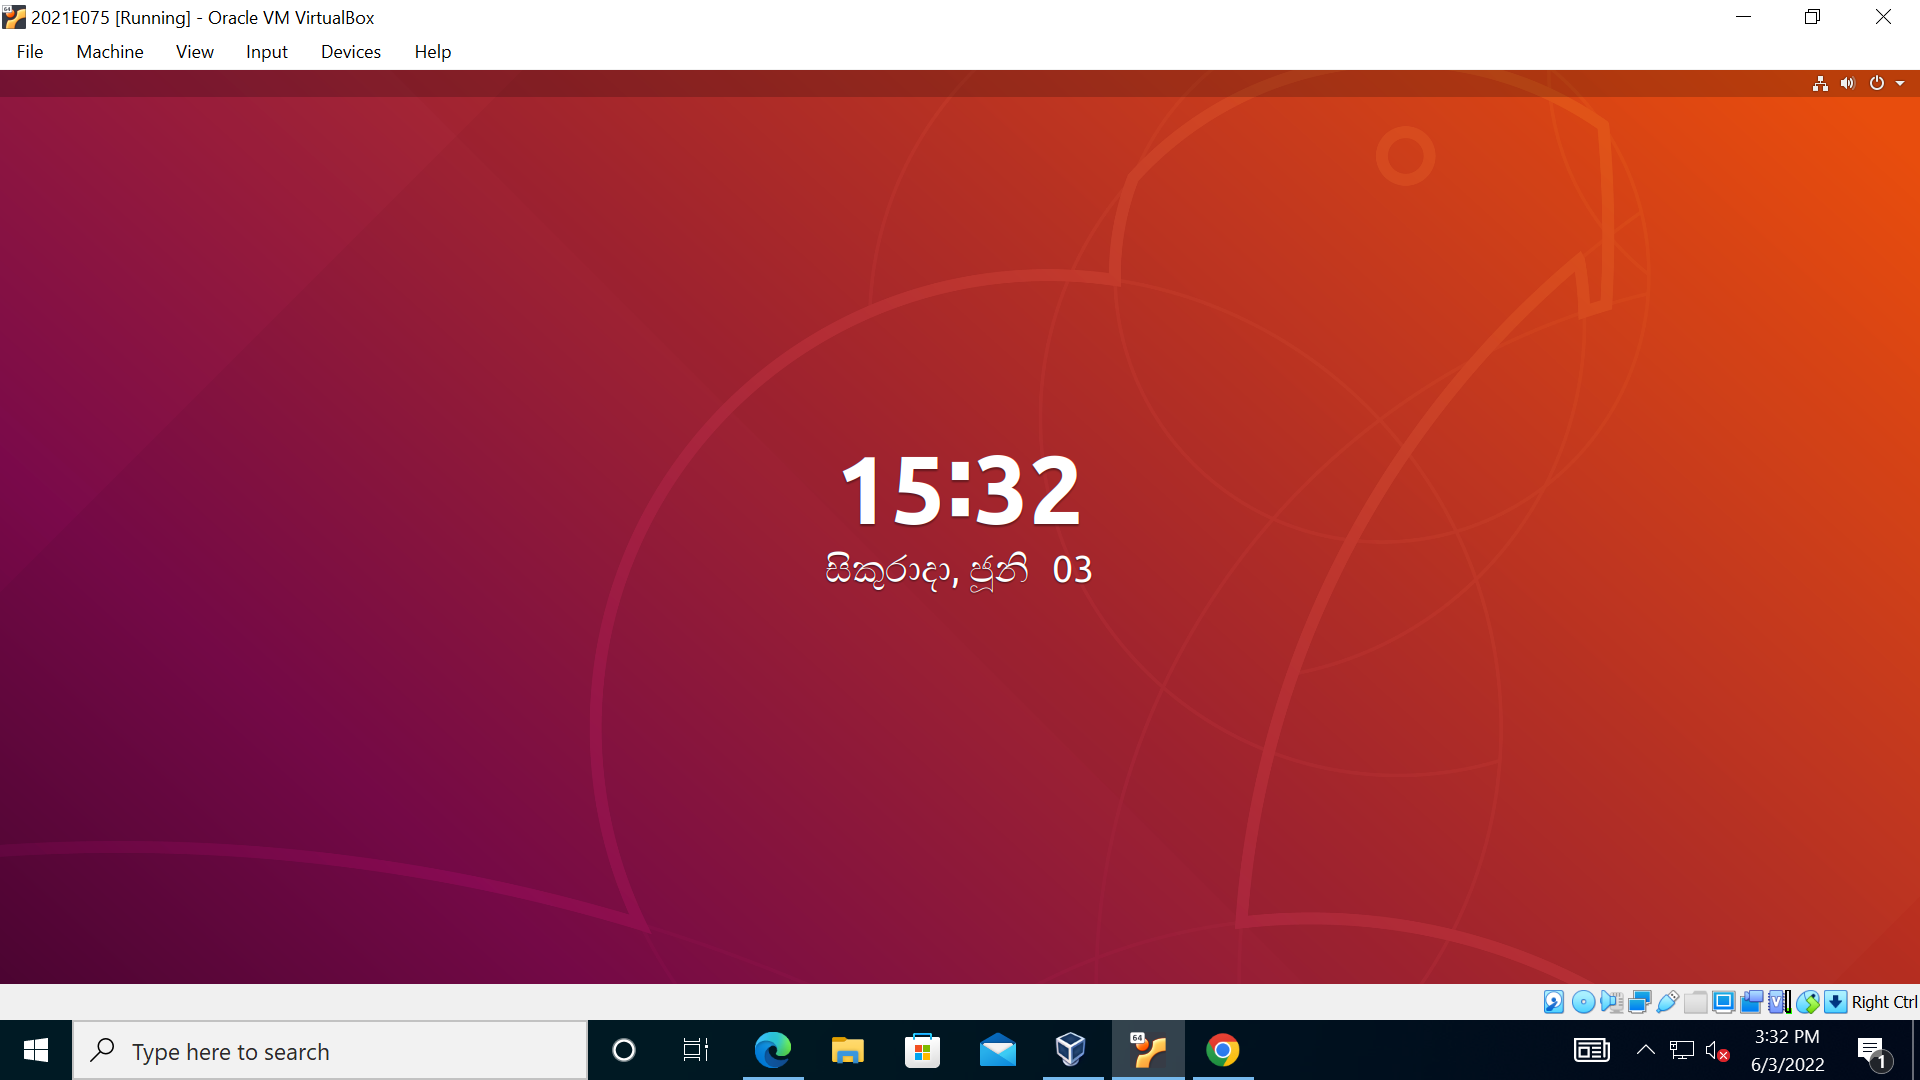 2021E075 [Running] - Oracle VM VirtualBox
File Machine View Input Devices Help
15:32
සිකුරාදා, ජූනි 03
Right Ctrl
Type here to search
64
3:32 PM
6/3/2022
1